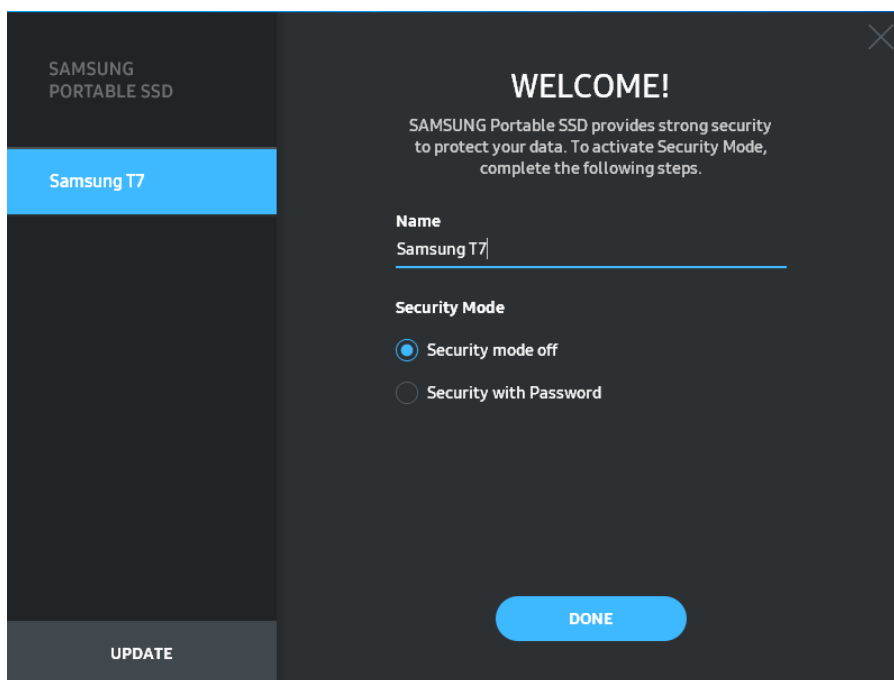 SAMSUNG
PORTABLE SSD
Samsung T7
UPDATE
WELCOME!
SAMSUNG Portable SSD provides strong security
to protect your data. To activate Security Mode,
complete the following steps.
Name
Samsung T7
Security Mode
Security mode off
Security with Password
DONE